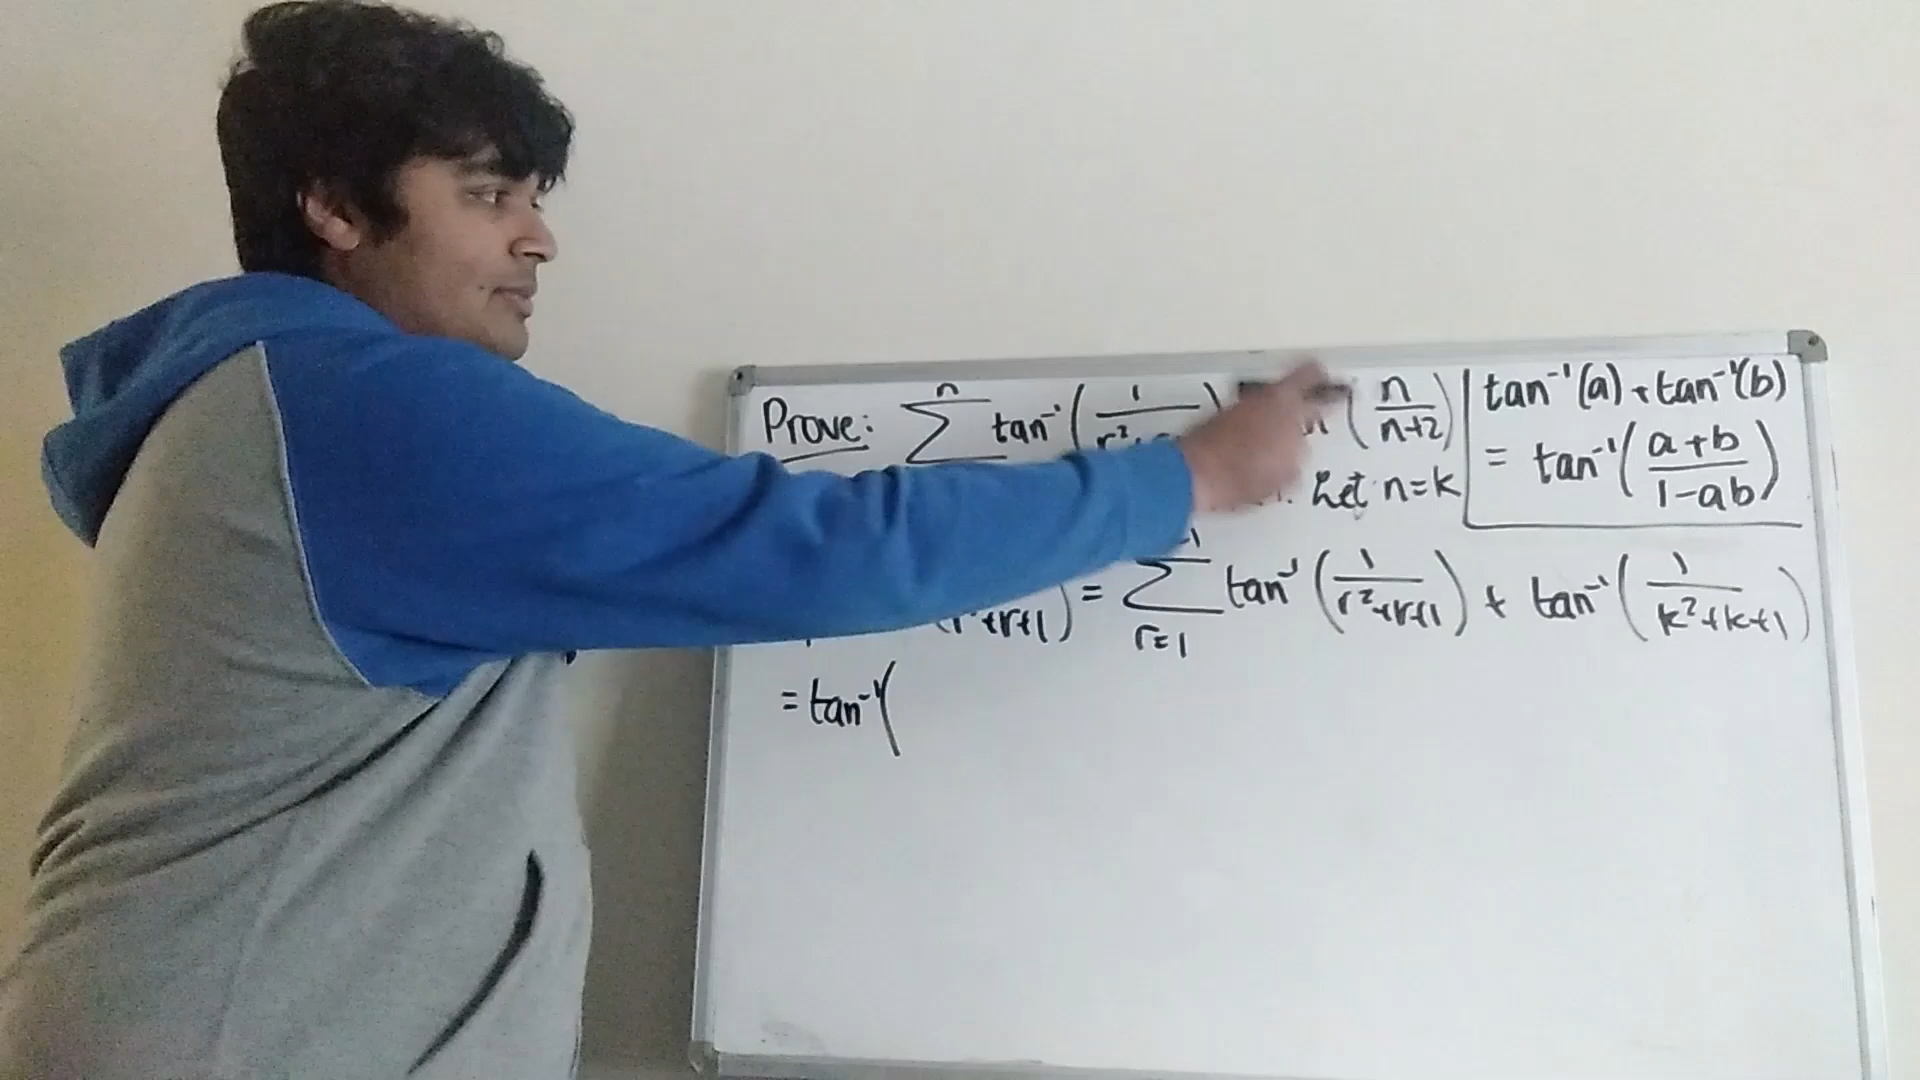 Prove: n ∑ tan⁻¹ ( 1 / r² ) ( n / n+2 )
Let n=k
tan⁻¹(a) + tan⁻¹(b)
= tan⁻¹ ( a+b / 1-ab )
r²+r+1 ) = ∑ r=1 tan⁻¹ ( 1 / r²+r+1 ) + tan⁻¹ ( 1 / k²+k+1 )
= tan⁻¹ (